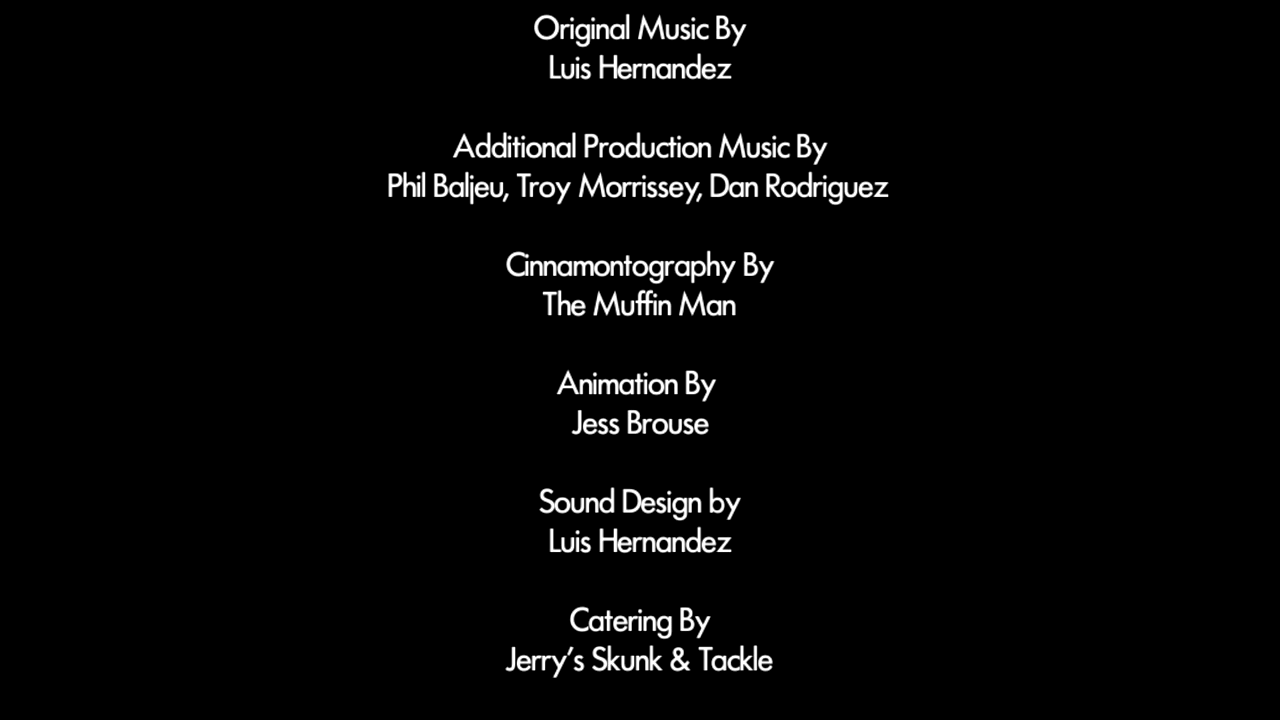 Original Music By
Luis Hernandez
Additional Production Music By
Phil Baljeu, Troy Morrissey, Dan Rodriguez
Cinnamontography By
The Muffin Man
Animation By
Jess Brouse
Sound Design by
Luis Hernandez
Catering By
Jerry’s Skunk & Tackle